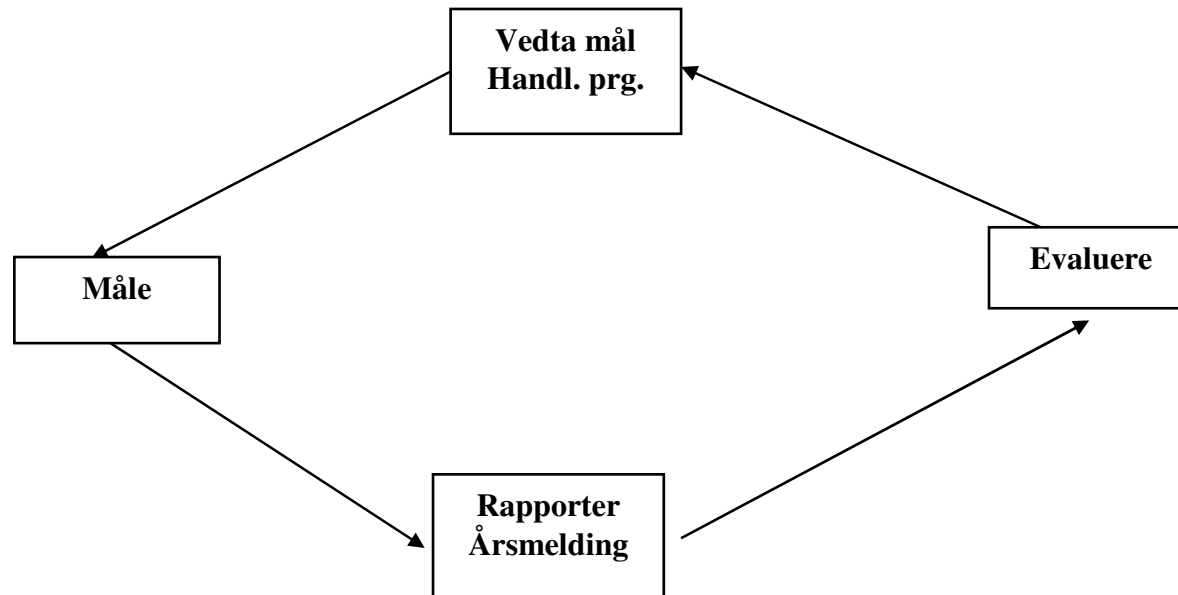 Vedta mål
Handl. prg.
Evaluere
Måle
Rapporter
Årsmelding